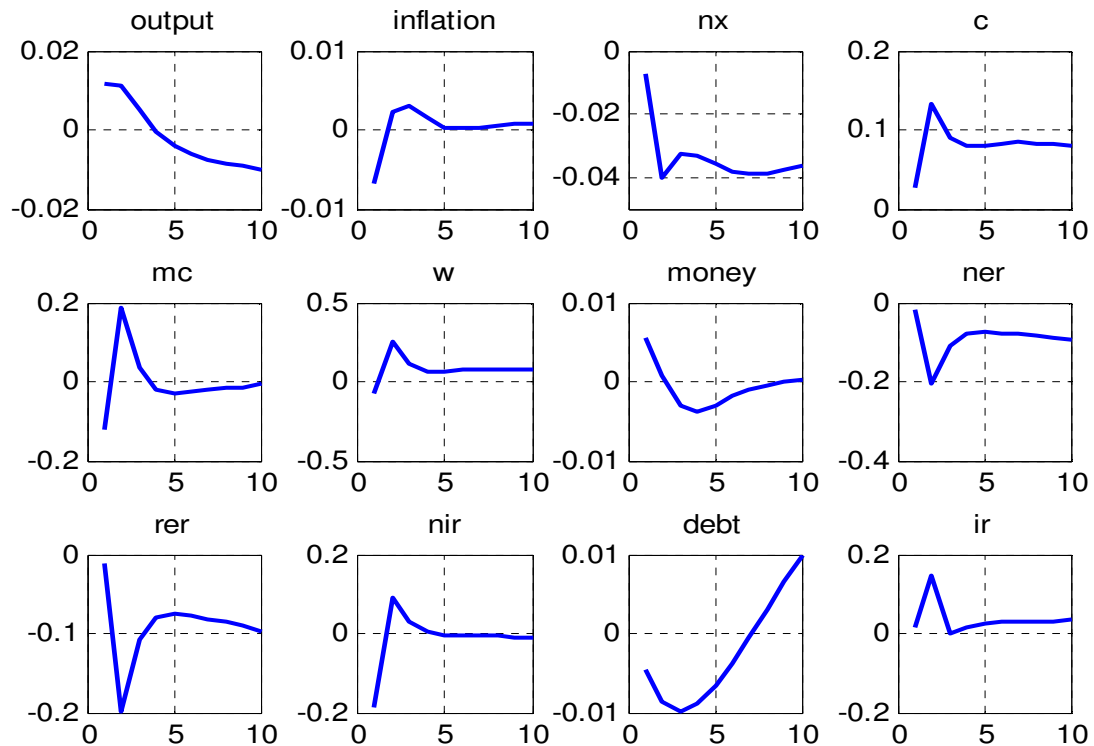 output inflation nx c
0.02 0.01 0 0.2
0 0 -0.02 0.1
-0.04
-0.02 -0.01 0
0 5 10 0 5 10 0 5 10 0 5 10
mc w money ner
0.2 0.5 0.01 0
0 0 0 -0.2
-0.2 -0.5 -0.01 -0.4
0 5 10 0 5 10 0 5 10 0 5 10
rer nir debt ir
0 0.2 0.01 0.2
-0.1 0 0 0
-0.2 -0.2 -0.01 -0.2
0 5 10 0 5 10 0 5 10 0 5 10